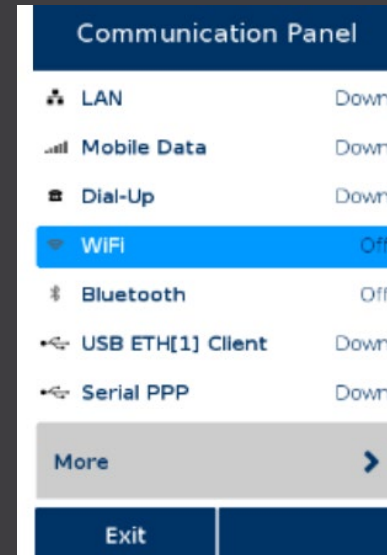 Communication Panel
LAN Down
Mobile Data Down
Dial-Up Down
WiFi Off
Bluetooth Off
USB ETH[1] Client Down
Serial PPP Down
More
Exit